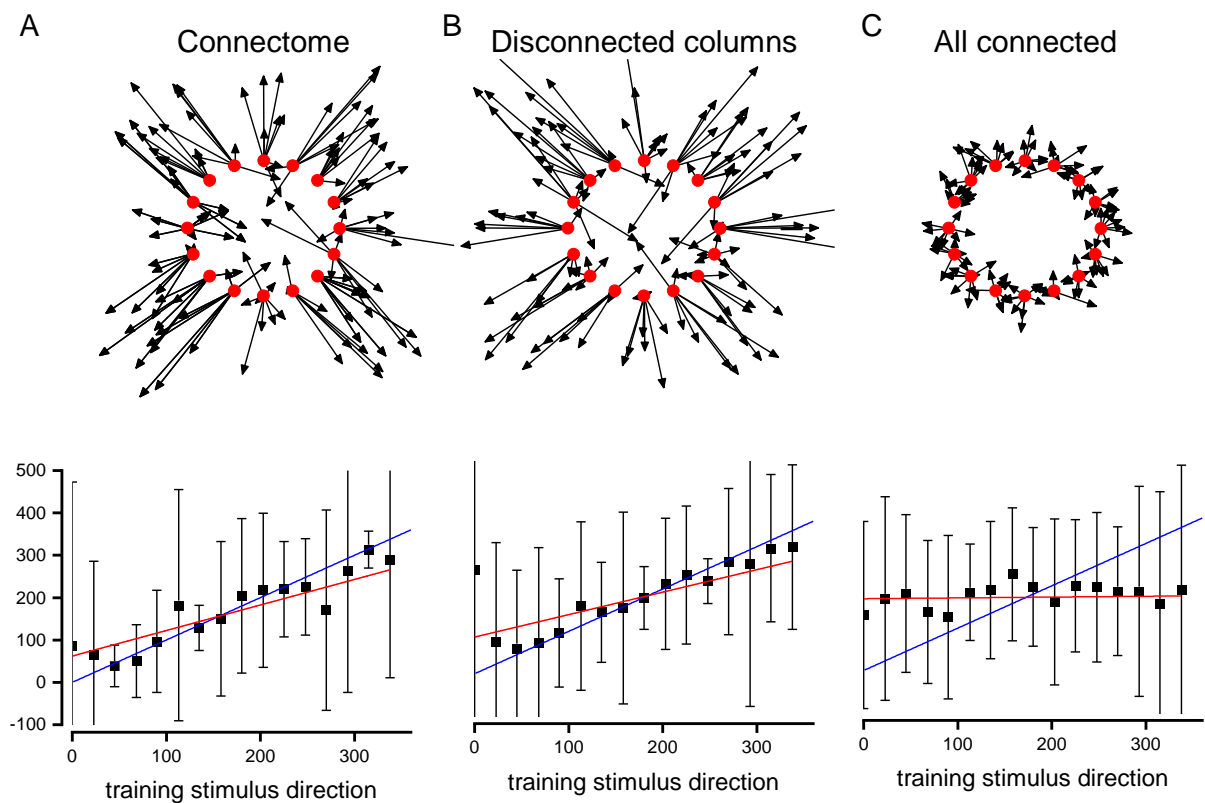 A
Connectome
B
Disconnected columns
C
All connected
500
400
300
200
100
0
-100
0
100
200
300
training stimulus direction
0
100
200
300
training stimulus direction
0
100
200
300
training stimulus direction